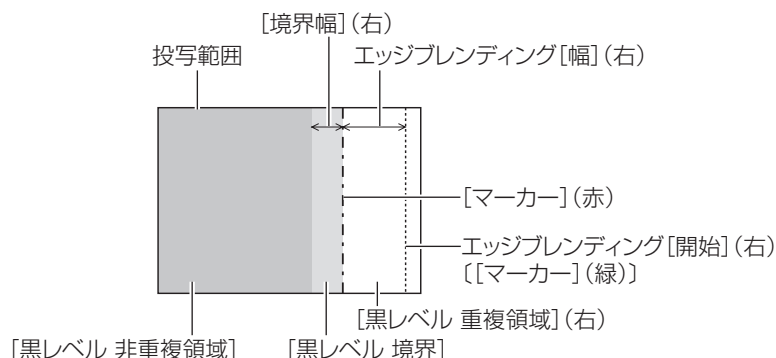 [境界幅](右)
投写範囲
エッジブレンディング[幅](右)
[マーカー](赤)
エッジブレンディング[開始](右)
〔[マーカー](緑)〕
[黒レベル 重複領域](右)
[黒レベル 非重複領域]
[黒レベル 境界]